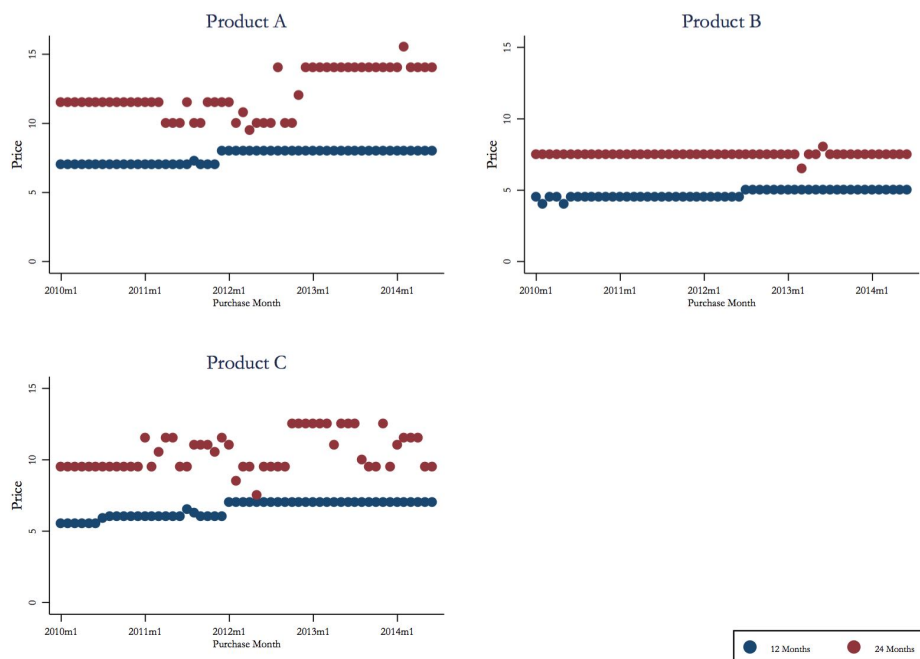 Product A
Price
15
10
5
0
2010m1 2011m1 2012m1 2013m1 2014m1
Purchase Month
Product B
Price
15
10
5
0
2010m1 2011m1 2012m1 2013m1 2014m1
Purchase Month
Product C
Price
15
10
5
0
2010m1 2011m1 2012m1 2013m1 2014m1
Purchase Month
12 Months 24 Months